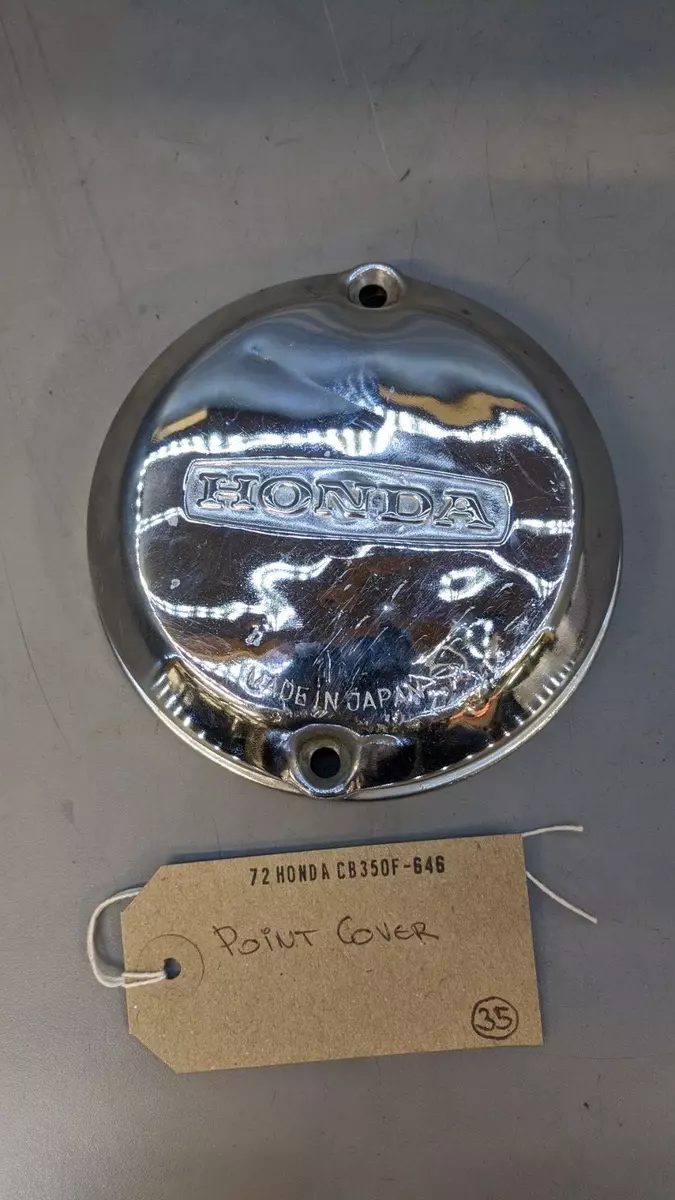 HONDA
MADE IN JAPAN
72 HONDA CB350F-646
POINT COVER
35